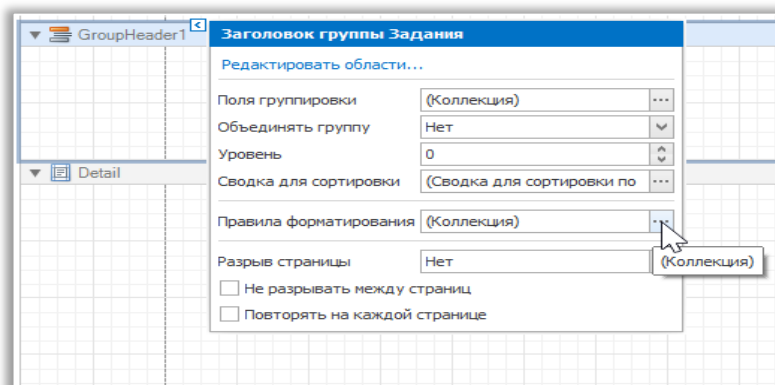 GroupHeader1
Заголовок группы Задания
Редактировать области...
Поля группировки (Коллекция)
Объединять группу Нет
Уровень 0
Сводка для сортировки (Сводка для сортировки по
Detail
Правила форматирования (Коллекция)
Разрыв страницы Нет
(Коллекция)
Не разрывать между страниц
Повторять на каждой странице